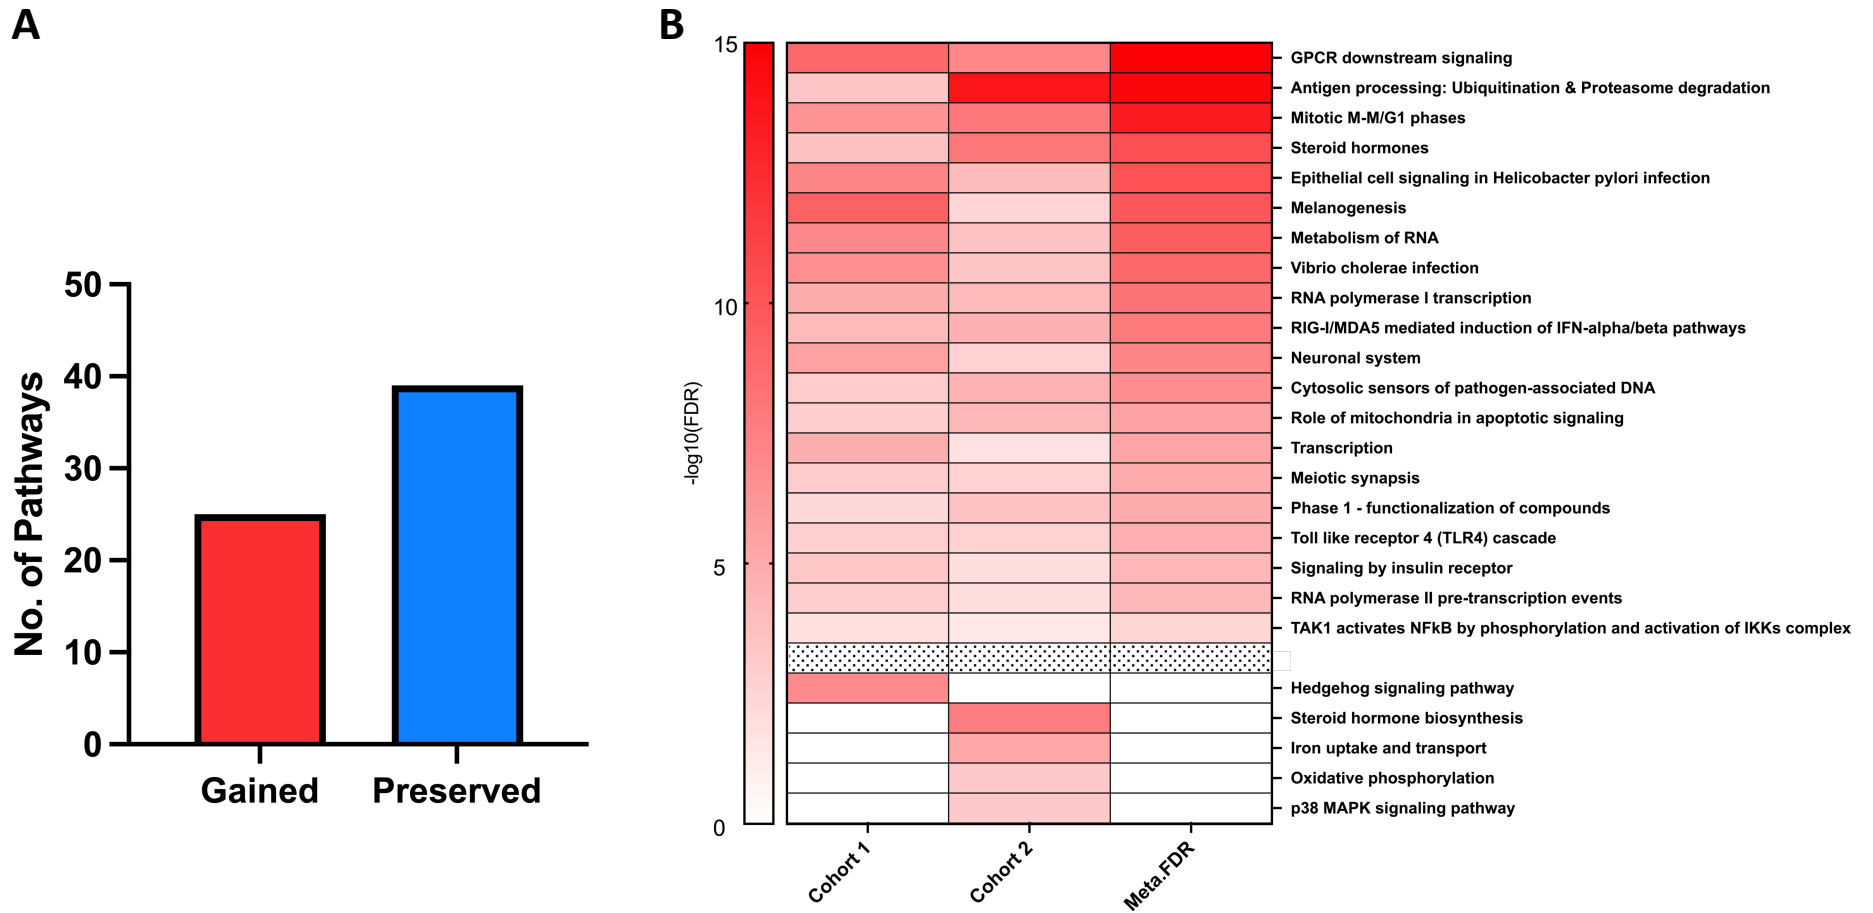 A
No. of Pathways
50
40
30
20
10
0
Gained
Preserved
B
-log10(FDR)
15
10
5
0
GPCR downstream signaling
Antigen processing: Ubiquitination & Proteasome degradation
Mitotic M-M/G1 phases
Steroid hormones
Epithelial cell signaling in Helicobacter pylori infection
Melanogenesis
Metabolism of RNA
Vibrio cholerae infection
RNA polymerase I transcription
RIG-I/MDA5 mediated induction of IFN-alpha/beta pathways
Neuronal system
Cytosolic sensors of pathogen-associated DNA
Role of mitochondria in apoptotic signaling
Transcription
Meiotic synapsis
Phase 1 - functionalization of compounds
Toll like receptor 4 (TLR4) cascade
Signaling by insulin receptor
RNA polymerase II pre-transcription events
TAK1 activates NFkB by phosphorylation and activation of IKKs complex
Hedgehog signaling pathway
Steroid hormone biosynthesis
Iron uptake and transport
Oxidative phosphorylation
p38 MAPK signaling pathway
Cohort 1
Cohort 2
Meta.FDR